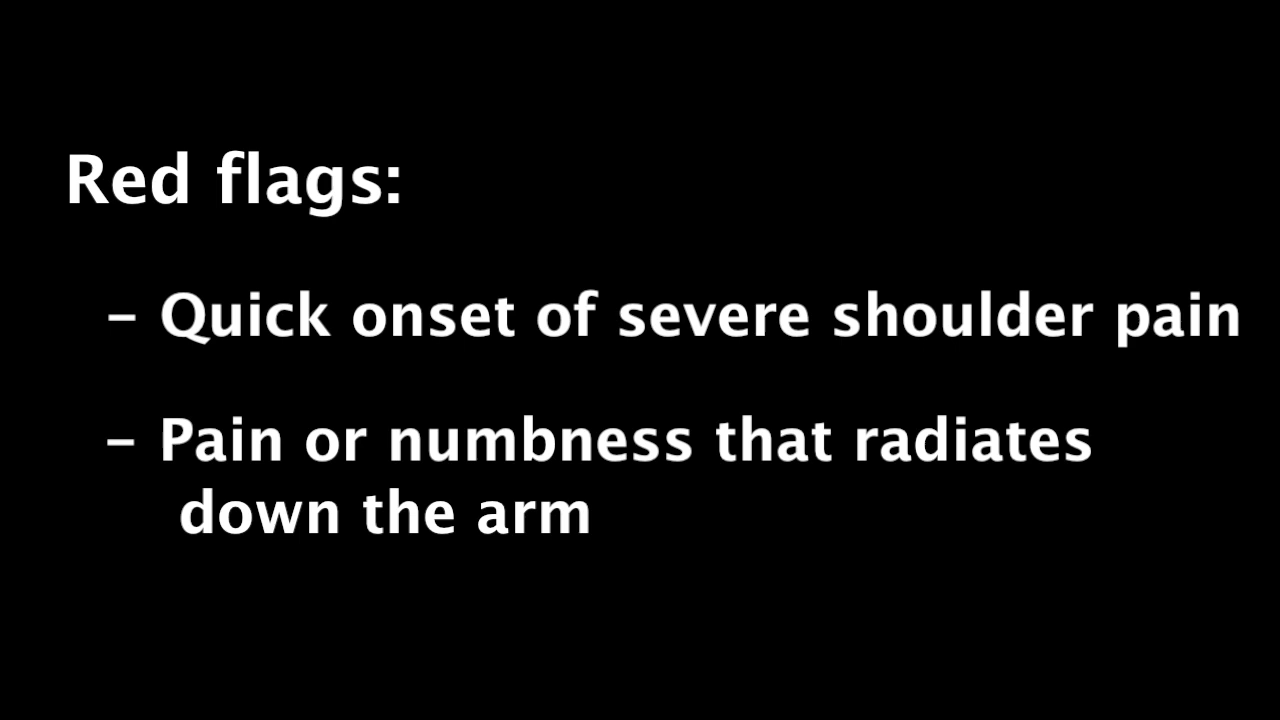 Red flags:
– Quick onset of severe shoulder pain
– Pain or numbness that radiates
down the arm